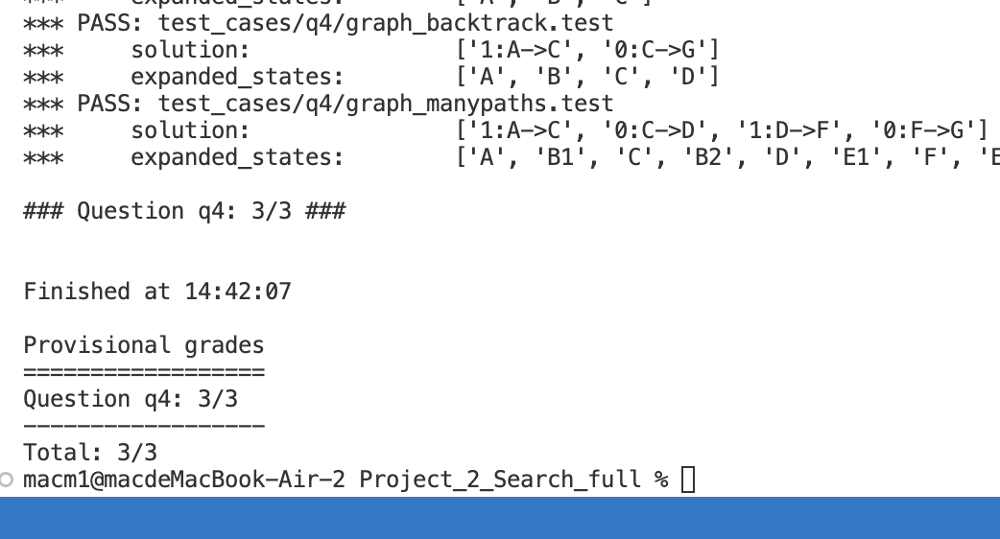 *** PASS: test_cases/q4/graph_backtrack.test
***     solution:               ['1:A->C', '0:C->G']
***     expanded_states:        ['A', 'B', 'C', 'D']
*** PASS: test_cases/q4/graph_manypaths.test
***     solution:               ['1:A->C', '0:C->D', '1:D->F', '0:F->G']
***     expanded_states:        ['A', 'B1', 'C', 'B2', 'D', 'E1', 'F', 'E
### Question q4: 3/3 ###
Finished at 14:42:07
Provisional grades
==================
Question q4: 3/3
------------------
Total: 3/3
macm1@macdeMacBook-Air-2 Project_2_Search_full %